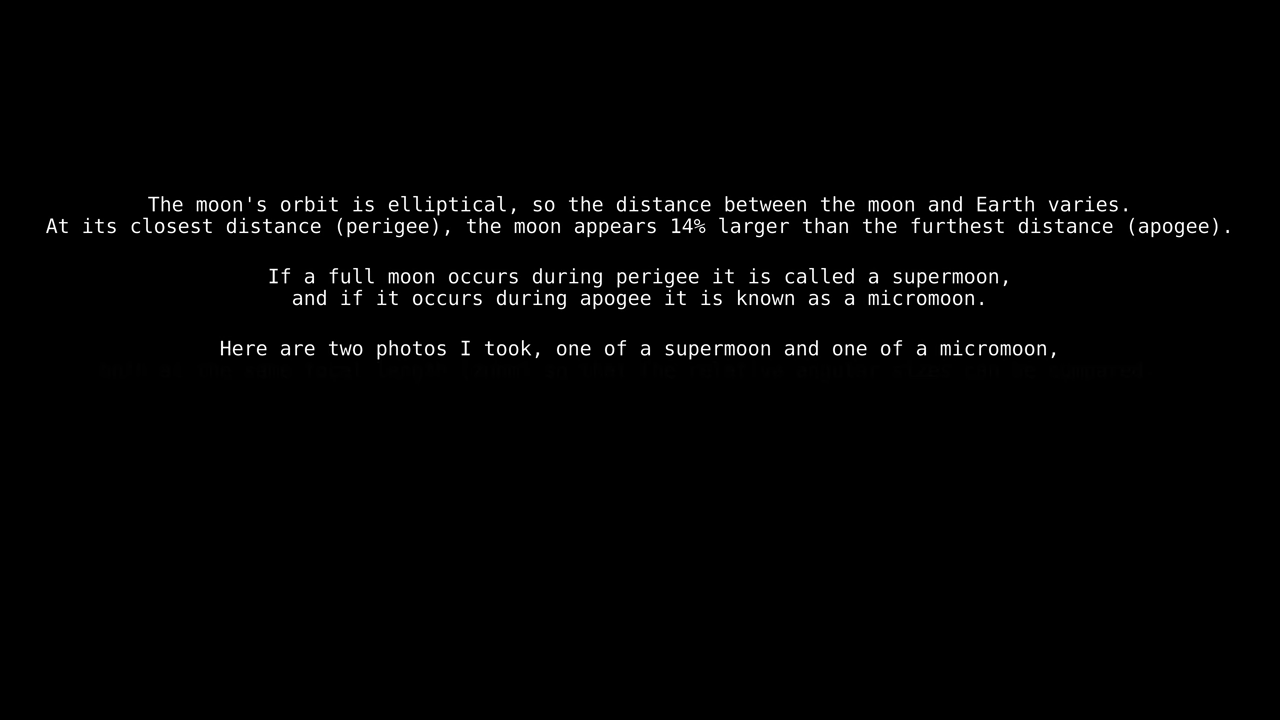 The moon's orbit is elliptical, so the distance between the moon and Earth varies.
At its closest distance (perigee), the moon appears 14% larger than the furthest distance (apogee).
If a full moon occurs during perigee it is called a supermoon,
and if it occurs during apogee it is known as a micromoon.
Here are two photos I took, one of a supermoon and one of a micromoon,